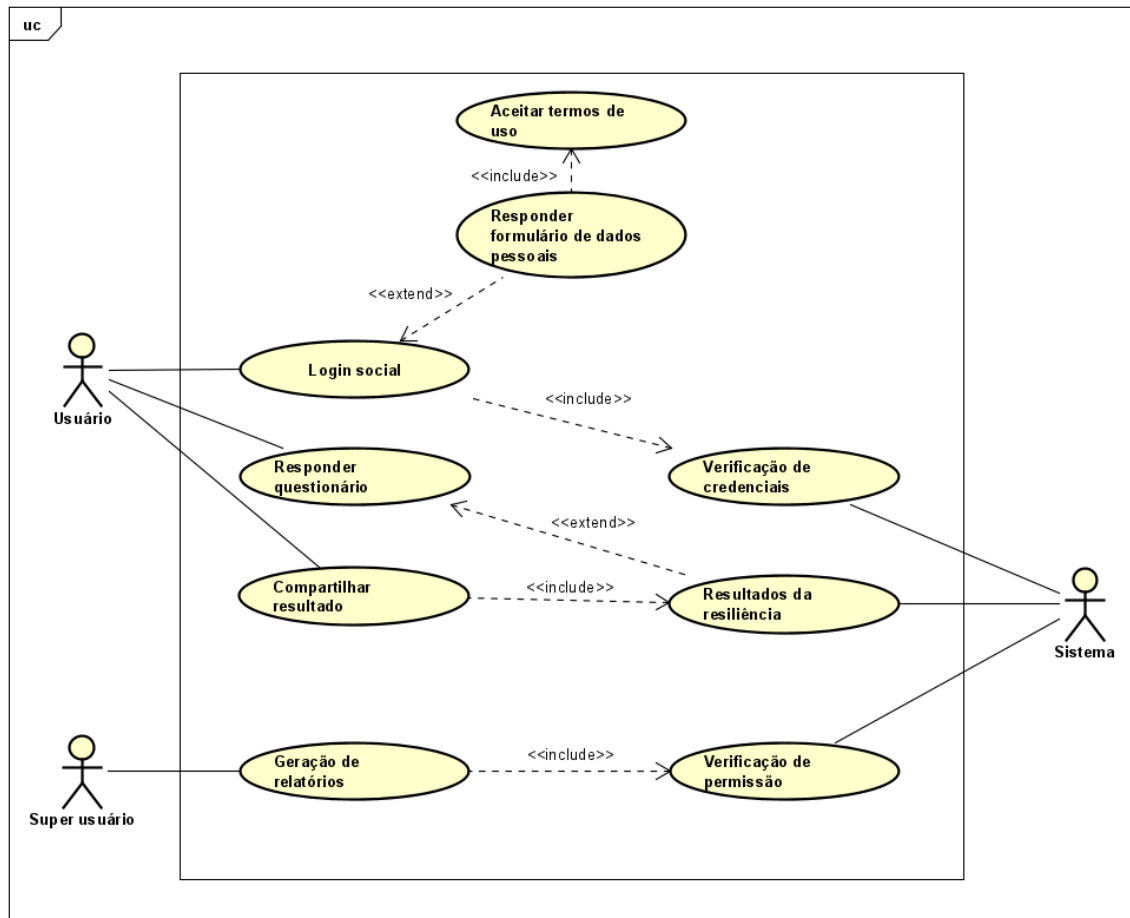 uc
Aceitar termos de
uso
<<include>>
Responder
formulário de dados
pessoais
<<extend>>
Login social
Usuário
<<include>>
Responder
questionário
Verificação de
credenciais
<<extend>>
Compartilhar
resultado
<<include>>
Resultados da
resiliência
Sistema
Geração de
relatórios
<<include>>
Verificação de
permissão
Super usuário